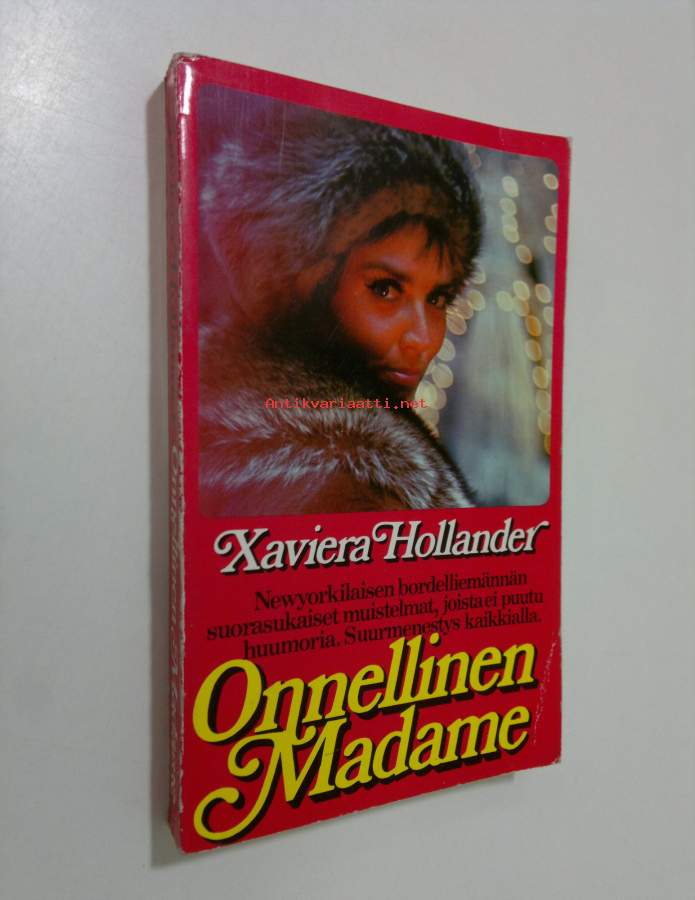 Antikvariaatti.net
Xaviera Hollander
Newyorkilaisen bordelliemännän
suorasukaiset muistelmat, joista ei puutu
huumoria. Suurmenestys kaikkialla.
Onnellinen
Madame